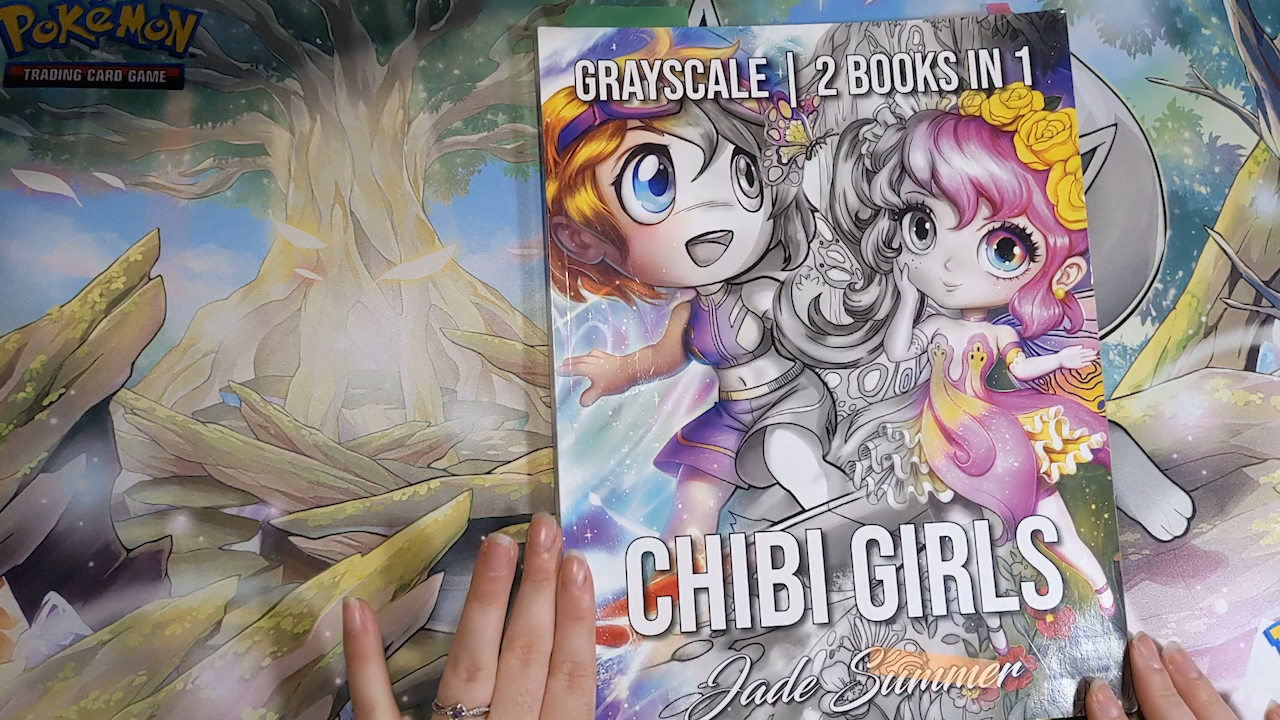 POKéMON
TRADING CARD GAME
GRAYSCALE | 2 BOOKS IN 1
CHIBI GIRLS
Jade Summer